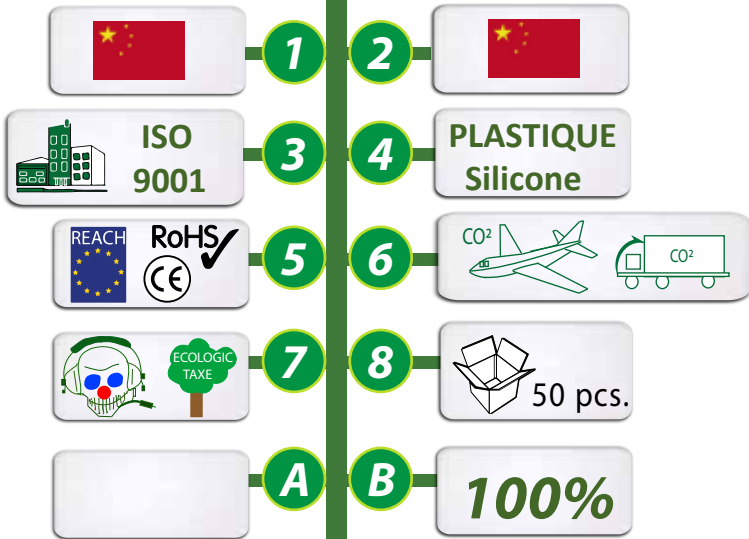 1
2
ISO
9001
3
4
PLASTIQUE
Silicone
REACH
RoHS
CE
5
6
CO²
CO²
ECOLOGIC
TAXE
7
8
50 pcs.
A
B
100%